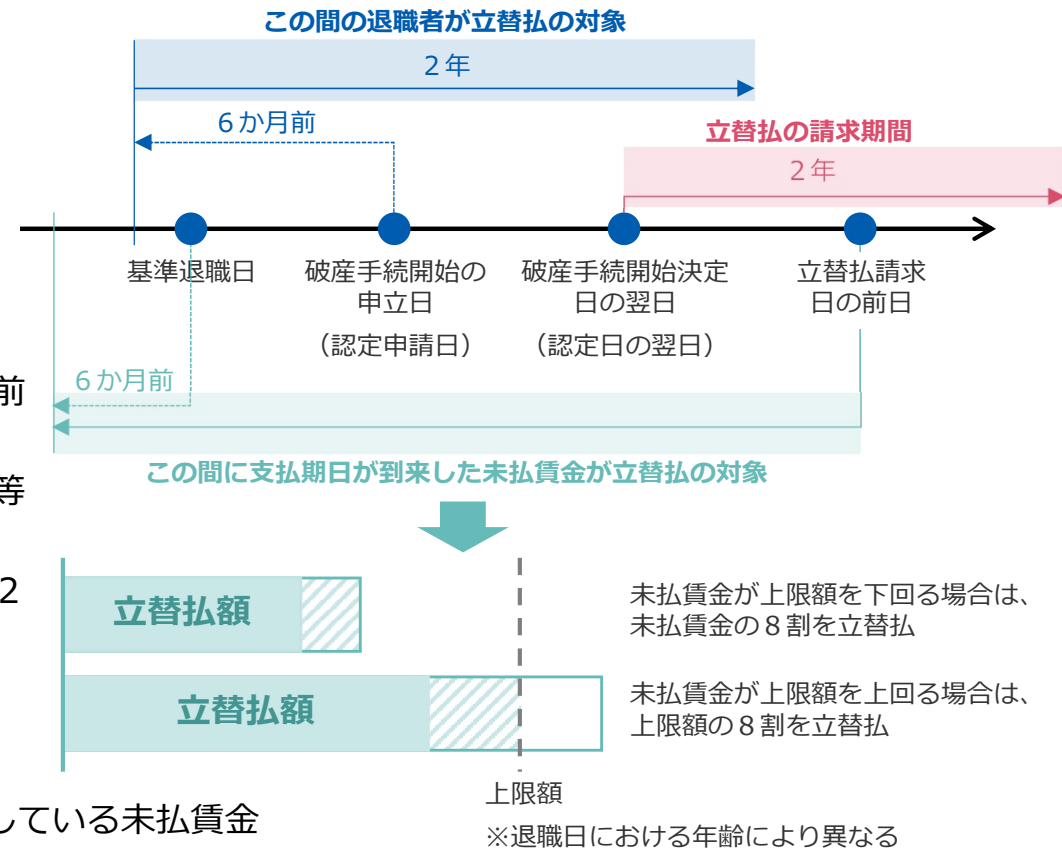 この間の退職者が立替払の対象
２年
６か月前
立替払の請求期間
２年
基準退職日
破産手続開始の
申立日
（認定申請日）
破産手続開始決定
日の翌日
（認定日の翌日）
立替払請求
日の前日
前
６か月前
この間に支払期日が到来した未払賃金が立替払の対象
等
２
立替払額
未払賃金が上限額を下回る場合は、
未払賃金の８割を立替払
立替払額
未払賃金が上限額を上回る場合は、
上限額の８割を立替払
上限額
※退職日における年齢により異なる
している未払賃金